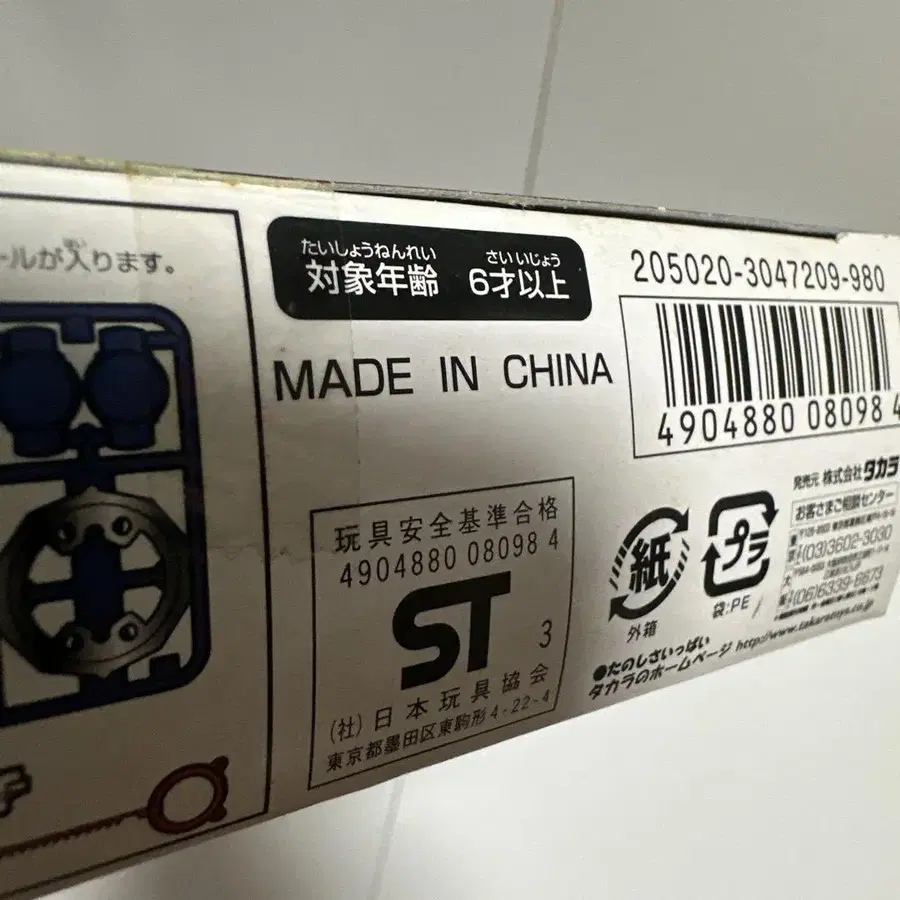 ールが入ります。
たいしょうねんれい さいいじょう
対象年齢 6才以上
MADE IN CHINA
205020-3047209-980
4904880 08098 4
玩具安全基準合格
4904880 08098 4
ST 3
(社)日本玩具協会
東京都墨田区東駒形4-22-4
紙
外箱
プラ
袋:PE
発売元 株式会社タカラ
お客さまご相談センター
(03)3602-3030
(06)6339-6673
●たのしさいっぱい
タカラのホームページ http://www.takaratoys.co.jp